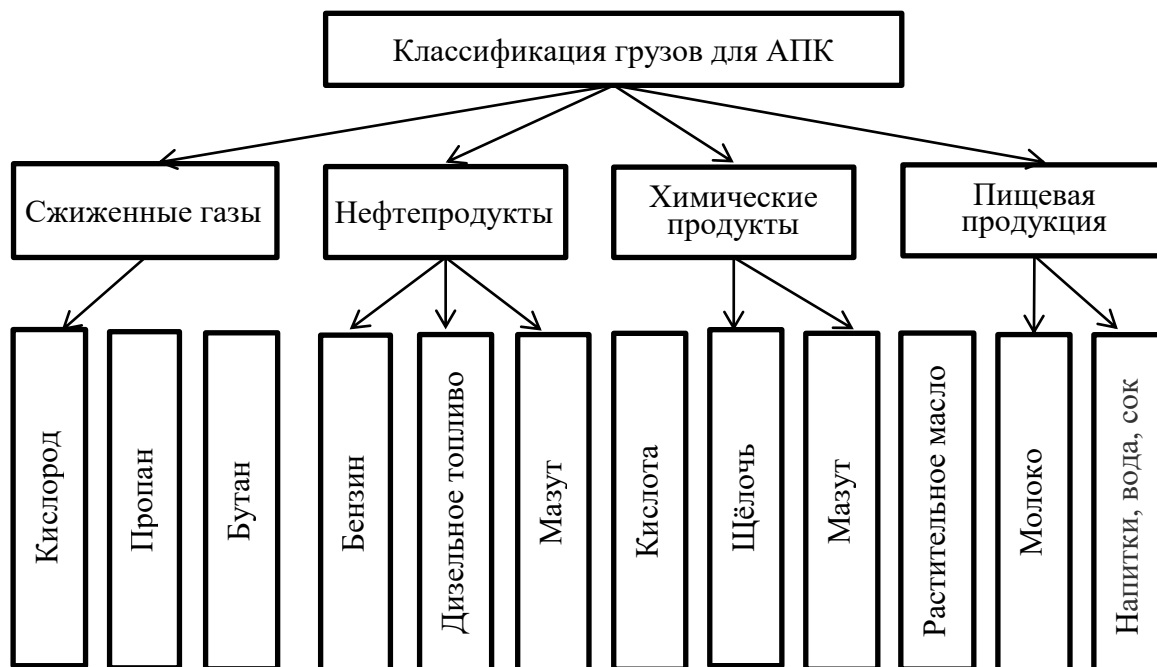 Классификация грузов для АПК
Сжиженные газы
Нефтепродукты
Химические
продукты
Пищевая
продукция
Кислород
Пропан
Бутан
Бензин
Дизельное топливо
Мазут
Кислота
Щёлочь
Мазут
Растительное масло
Молоко
Напитки, вода, сок